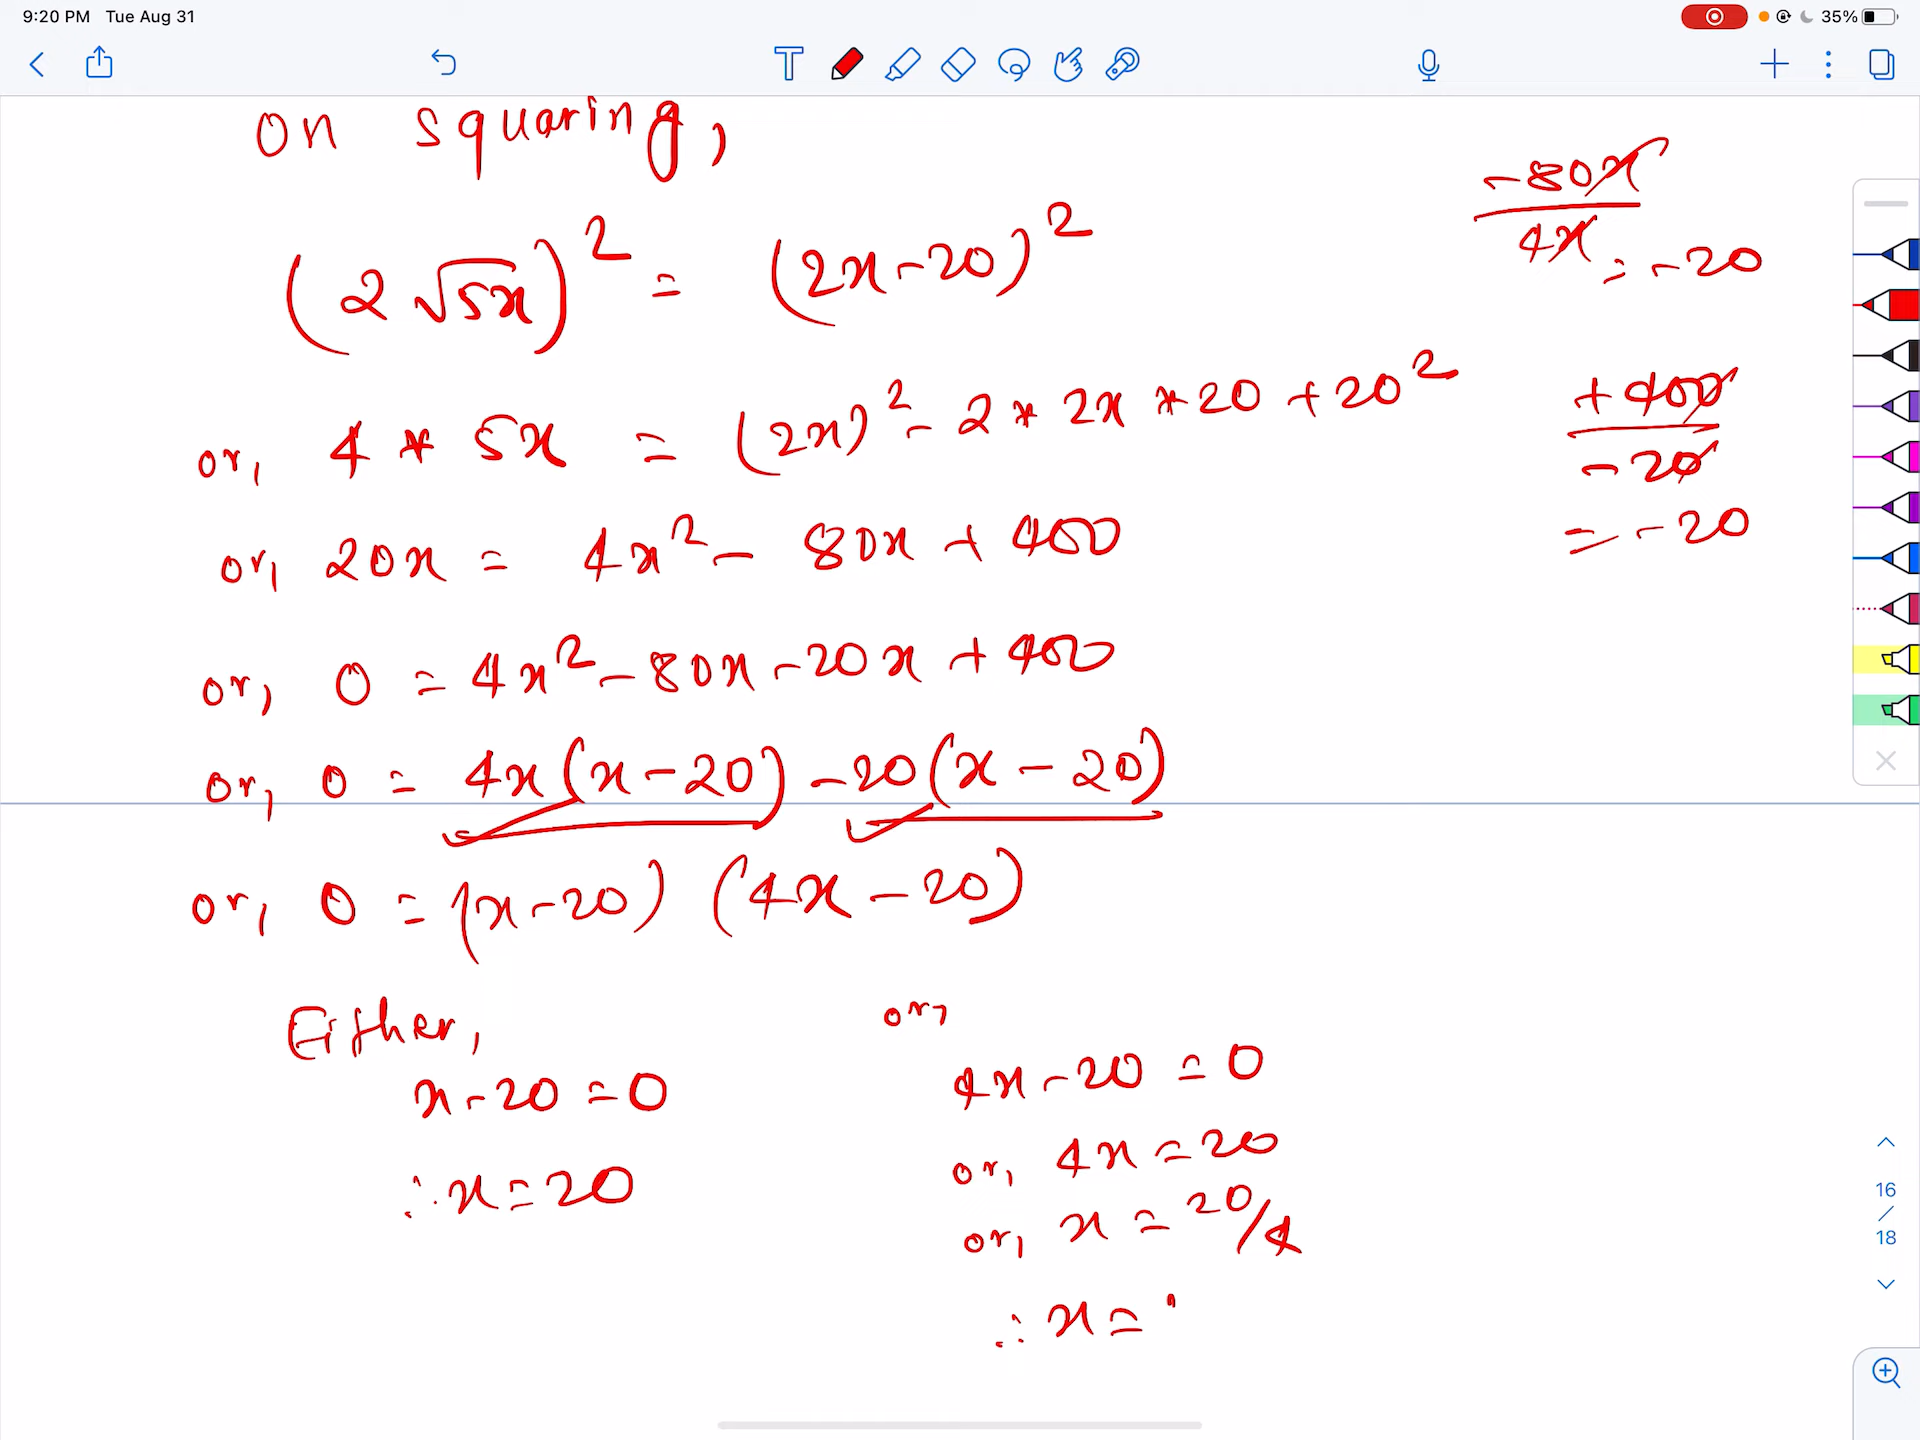 9:20 PM Tue Aug 31
35%
on squaring,
(2√5x)² = (2x-20)²
-80x
4x
= -20
or, 4 * 5x = (2x)² - 2 * 2x * 20 + 20²
+400
-20
= -20
or, 20x = 4x² - 80x + 400
or, 0 = 4x² - 80x - 20x + 400
or, 0 = 4x(x-20) -20(x-20)
or, 0 = (x-20) (4x-20)
Either,
x-20=0
∴x=20
or,
4x-20=0
or, 4x=20
or, x=20/4
∴ x=
16
/
18